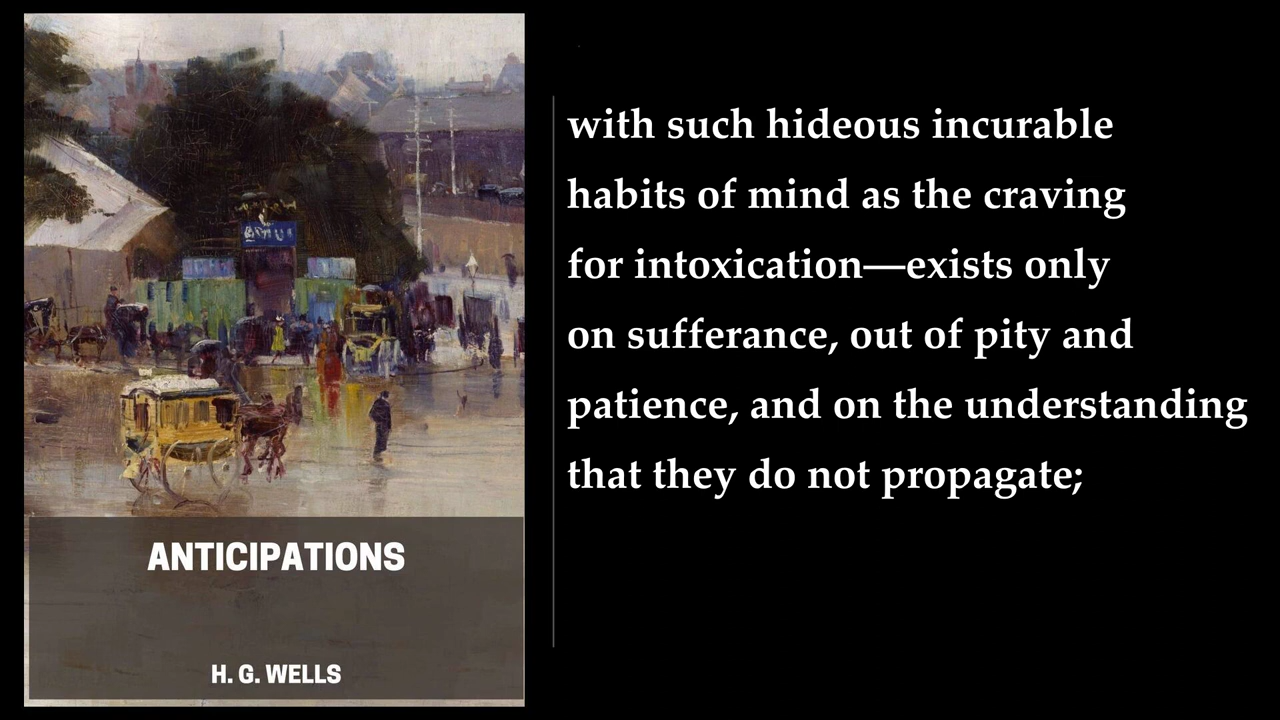 ANTICIPATIONS
H. G. WELLS
with such hideous incurable
habits of mind as the craving
for intoxication—exists only
on sufferance, out of pity and
patience, and on the understanding
that they do not propagate;